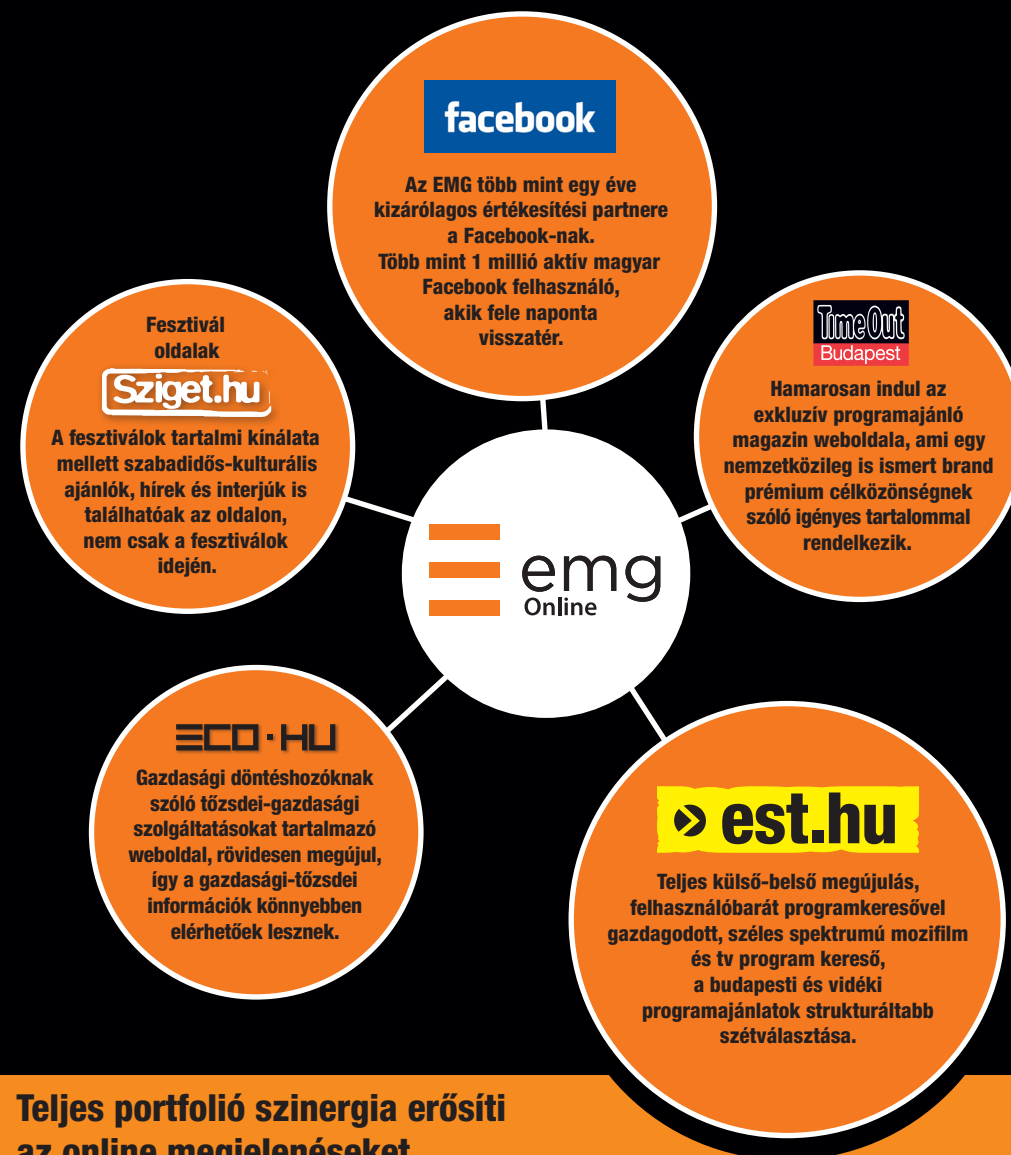 facebook
Az EMG több mint egy éve
kizárólagos értékesítési partnere
a Facebook-nak.
Több mint 1 millió aktív magyar
Facebook felhasználó,
akik fele naponta
visszatér.
Fesztivál
oldalak
Sziget.hu
A fesztiválok tartalmi kínálata
mellett szabadidős-kulturális
ajánlók, hírek és interjúk is
találhatóak az oldalon,
nem csak a fesztiválok
idején.
TimeOut
Budapest
Hamarosan indul az
exkluzív programajánló
magazin weboldala, ami egy
nemzetközileg is ismert brand
prémium célközönségnek
szóló igényes tartalommal
rendelkezik.
emg
Online
ECO·HU
Gazdasági döntéshozóknak
szóló tőzsdei-gazdasági
szolgáltatásokat tartalmazó
weboldal, rövidesen megújul,
így a gazdasági-tőzsdei
információk könnyebben
elérhetőek lesznek.
est.hu
Teljes külső-belső megújulás,
felhasználóbarát programkeresővel
gazdagodott, széles spektrumú mozifilm
és tv program kereső,
a budapesti és vidéki
programajánlatok strukturáltabb
szétválasztása.
Teljes portfolió szinergia erősíti
az online megjelenéseket